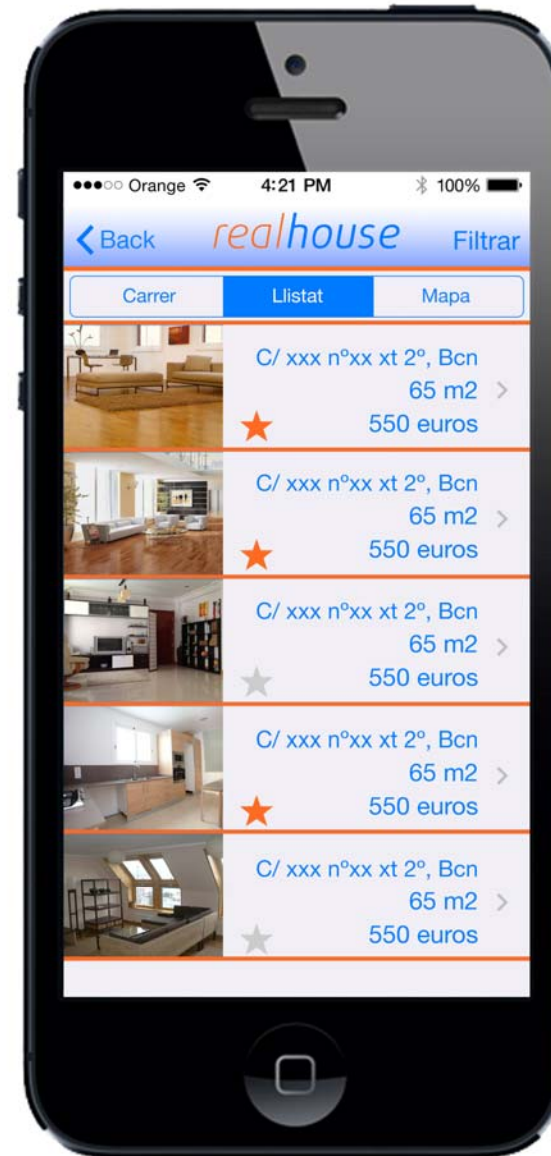 Orange 4:21 PM 100%
Back realhouse Filtrar
Carrer Llistat Mapa
C/ xxx nºxx xt 2º, Bcn
65 m2
550 euros
C/ xxx nºxx xt 2º, Bcn
65 m2
550 euros
C/ xxx nºxx xt 2º, Bcn
65 m2
550 euros
C/ xxx nºxx xt 2º, Bcn
65 m2
550 euros
C/ xxx nºxx xt 2º, Bcn
65 m2
550 euros